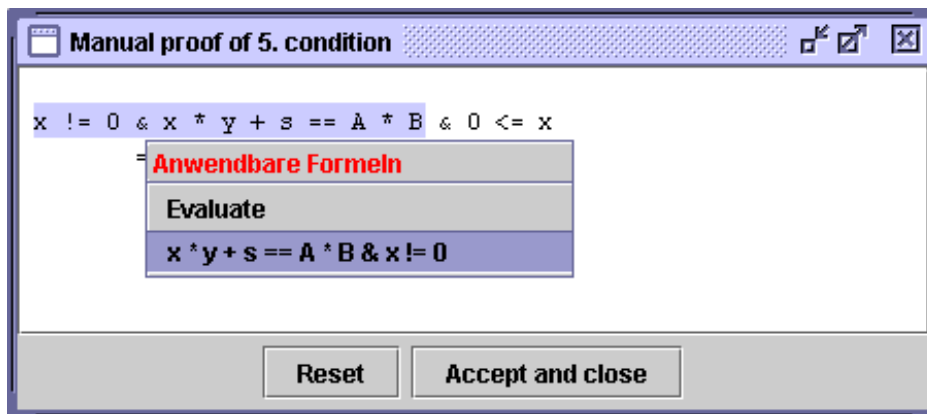 Manual proof of 5. condition
x != 0 & x * y + s == A * B & 0 <= x
=
Anwendbare Formeln
Evaluate
x * y + s == A * B & x != 0
Reset Accept and close